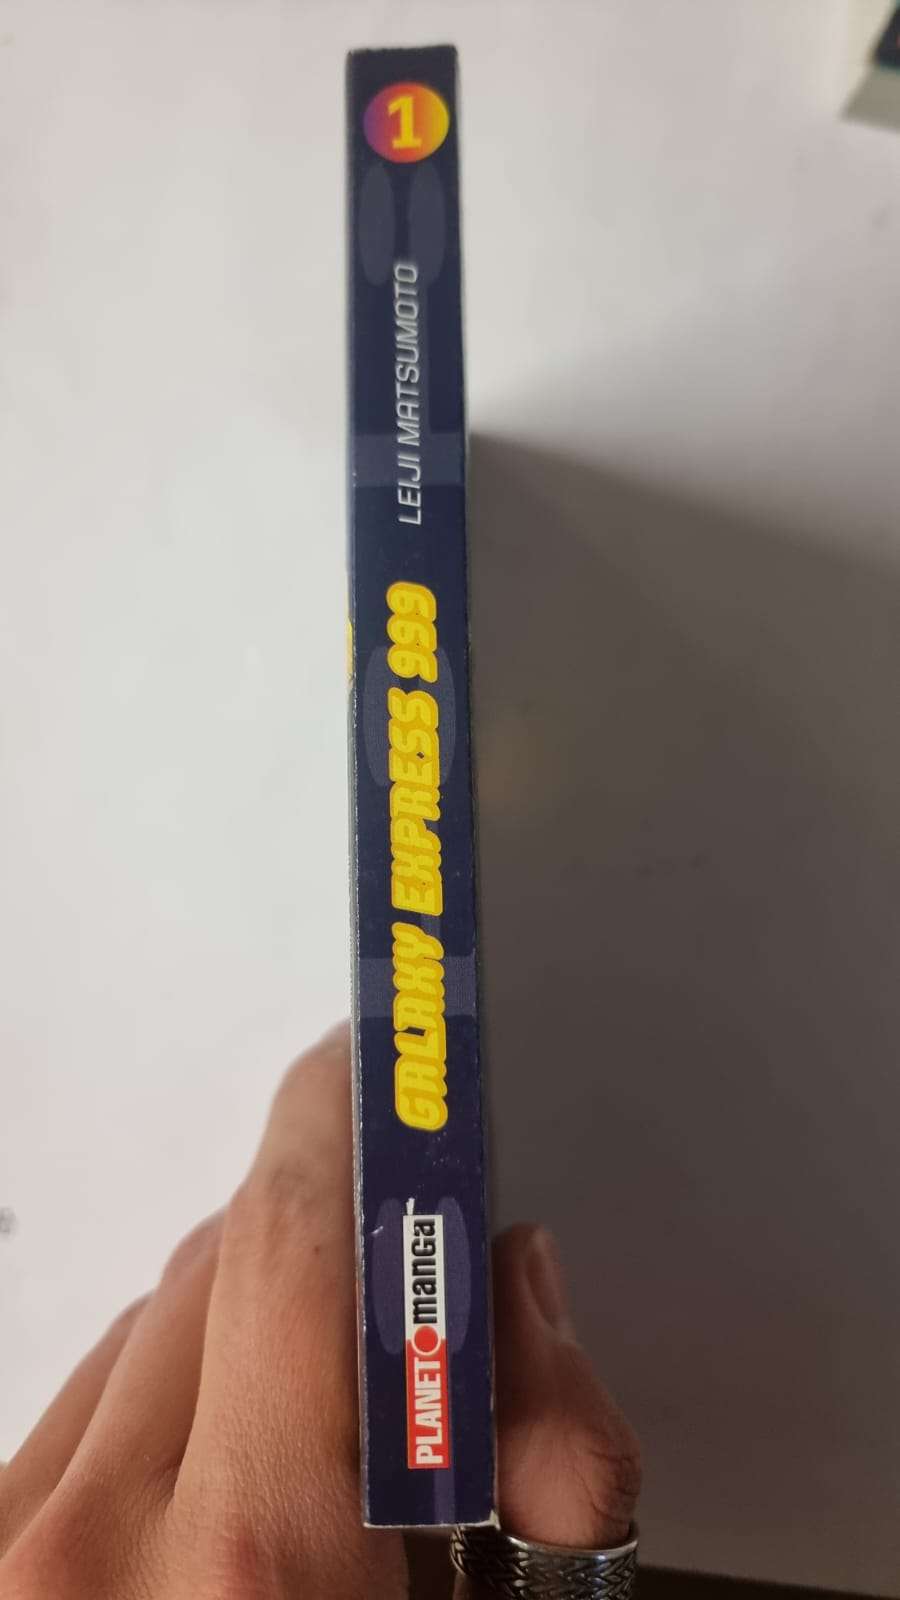 1
LEIJI MATSUMOTO
GALAXY EXPRESS 999
PLANET manga